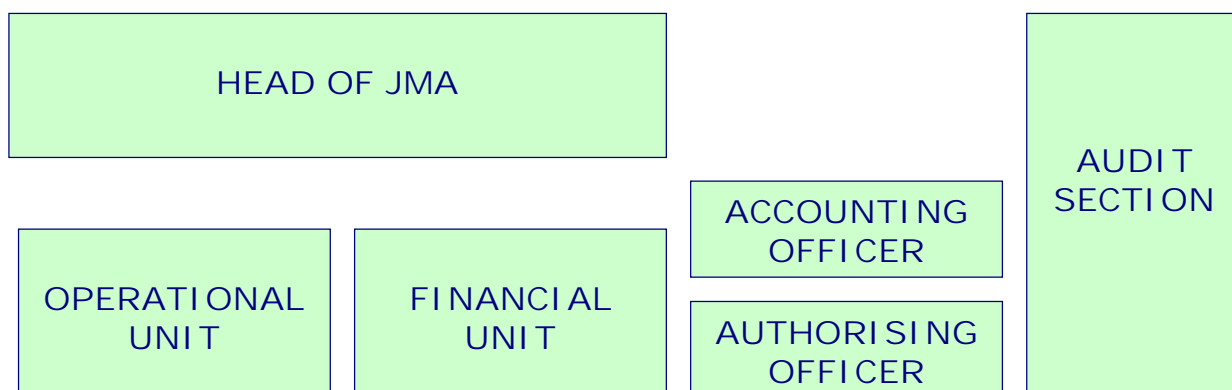 HEAD OF JMA
AUDIT
SECTION
ACCOUNTING
OFFICER
OPERATIONAL
UNIT
FINANCIAL
UNIT
AUTHORISING
OFFICER